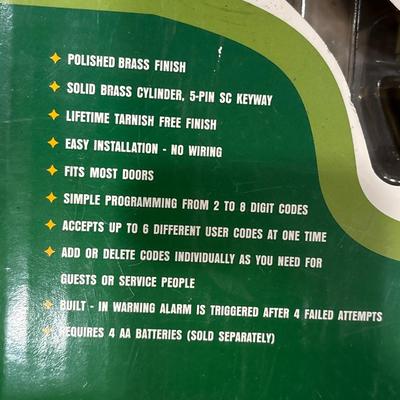 POLISHED BRASS FINISH
SOLID BRASS CYLINDER, 5-PIN SC KEYWAY
LIFETIME TARNISH FREE FINISH
EASY INSTALLATION - NO WIRING
FITS MOST DOORS
SIMPLE PROGRAMMING FROM 2 TO 8 DIGIT CODES
ACCEPTS UP TO 6 DIFFERENT USER CODES AT ONE TIME
ADD OR DELETE CODES INDIVIDUALLY AS YOU NEED FOR
GUESTS OR SERVICE PEOPLE
BUILT - IN WARNING ALARM IS TRIGGERED AFTER 4 FAILED ATTEMPTS
REQUIRES 4 AA BATTERIES (SOLD SEPARATELY)